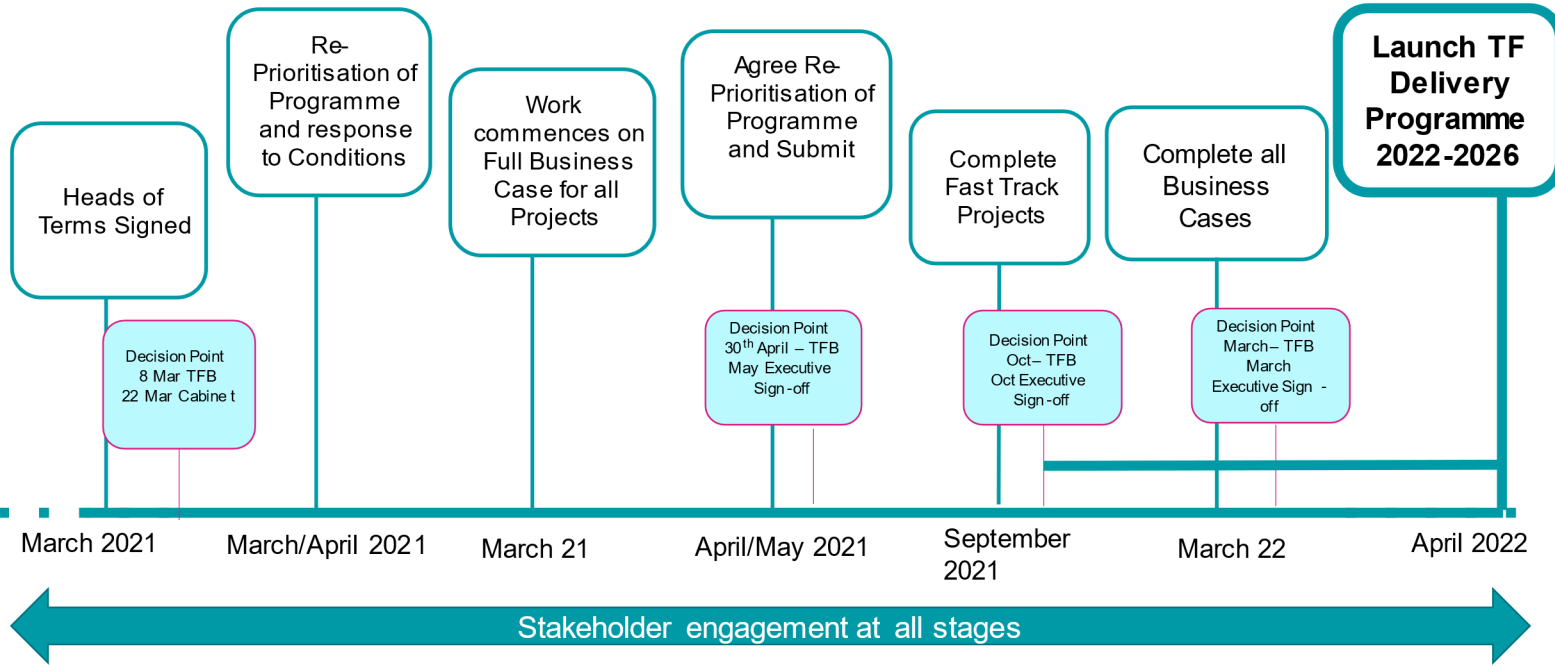 Heads of
Terms Signed
Re-
Prioritisation of
Programme
and response
to Conditions
Work
commences on
Full Business
Case for all
Projects
Agree Re-
Prioritisation of
Programme
and Submit
Complete
Fast Track
Projects
Complete all
Business
Cases
Launch TF
Delivery
Programme
2022-2026
Decision Point
8 Mar TFB
22 Mar Cabinet
Decision Point
30th April – TFB
May Executive
Sign-off
Decision Point
Oct – TFB
Oct Executive
Sign-off
Decision Point
March – TFB
March
Executive Sign -
off
March 2021
March/April 2021
March 21
April/May 2021
September
2021
March 22
April 2022
Stakeholder engagement at all stages